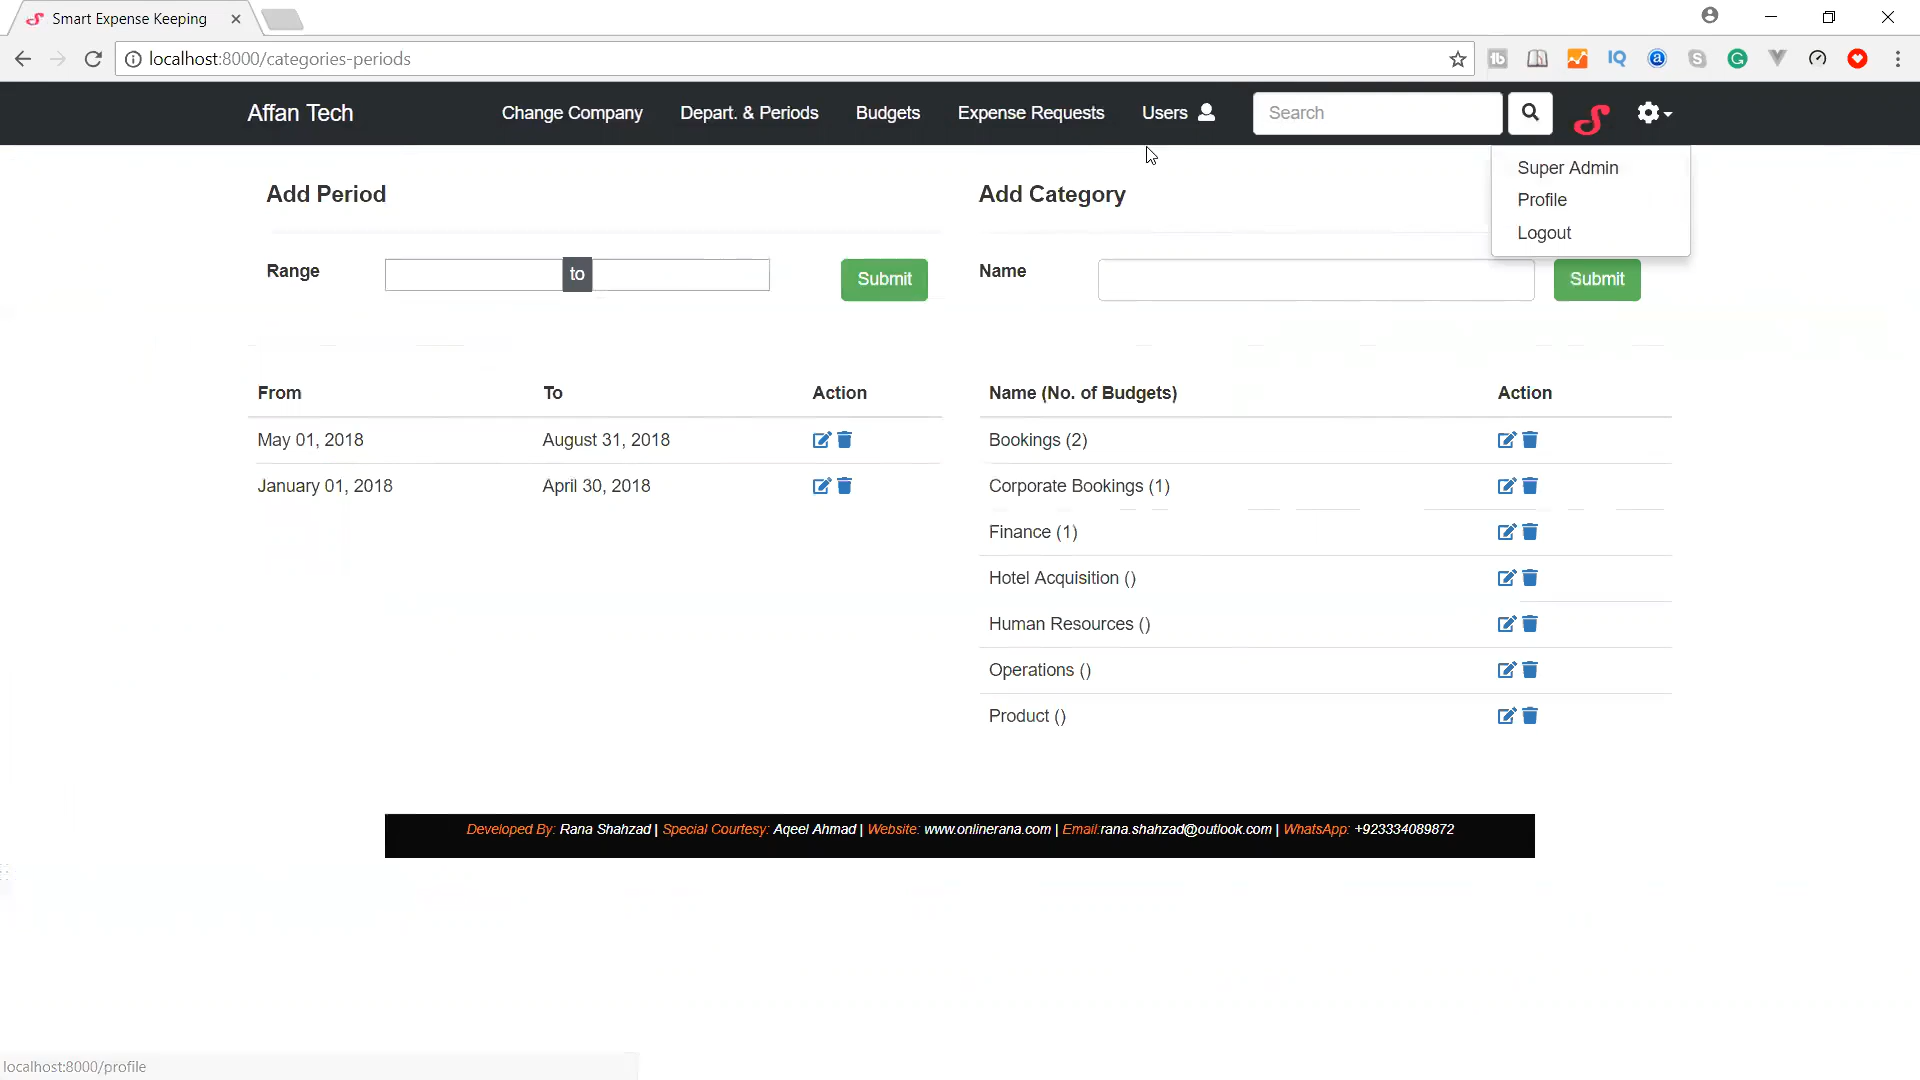 Smart Expense Keeping
localhost:8000/categories-periods
Affan Tech Change Company Depart. & Periods Budgets Expense Requests Users Search
Super Admin
Profile
Logout
Add Period
Range to Submit
Add Category
Name Submit
From To Action
May 01, 2018 August 31, 2018
January 01, 2018 April 30, 2018
Name (No. of Budgets) Action
Bookings (2)
Corporate Bookings (1)
Finance (1)
Hotel Acquisition ()
Human Resources ()
Operations ()
Product ()
Developed By: Rana Shahzad | Special Courtesy: Aqeel Ahmad | Website: www.onlinerana.com | Email:rana.shahzad@outlook.com | WhatsApp: +923334089872
localhost:8000/profile